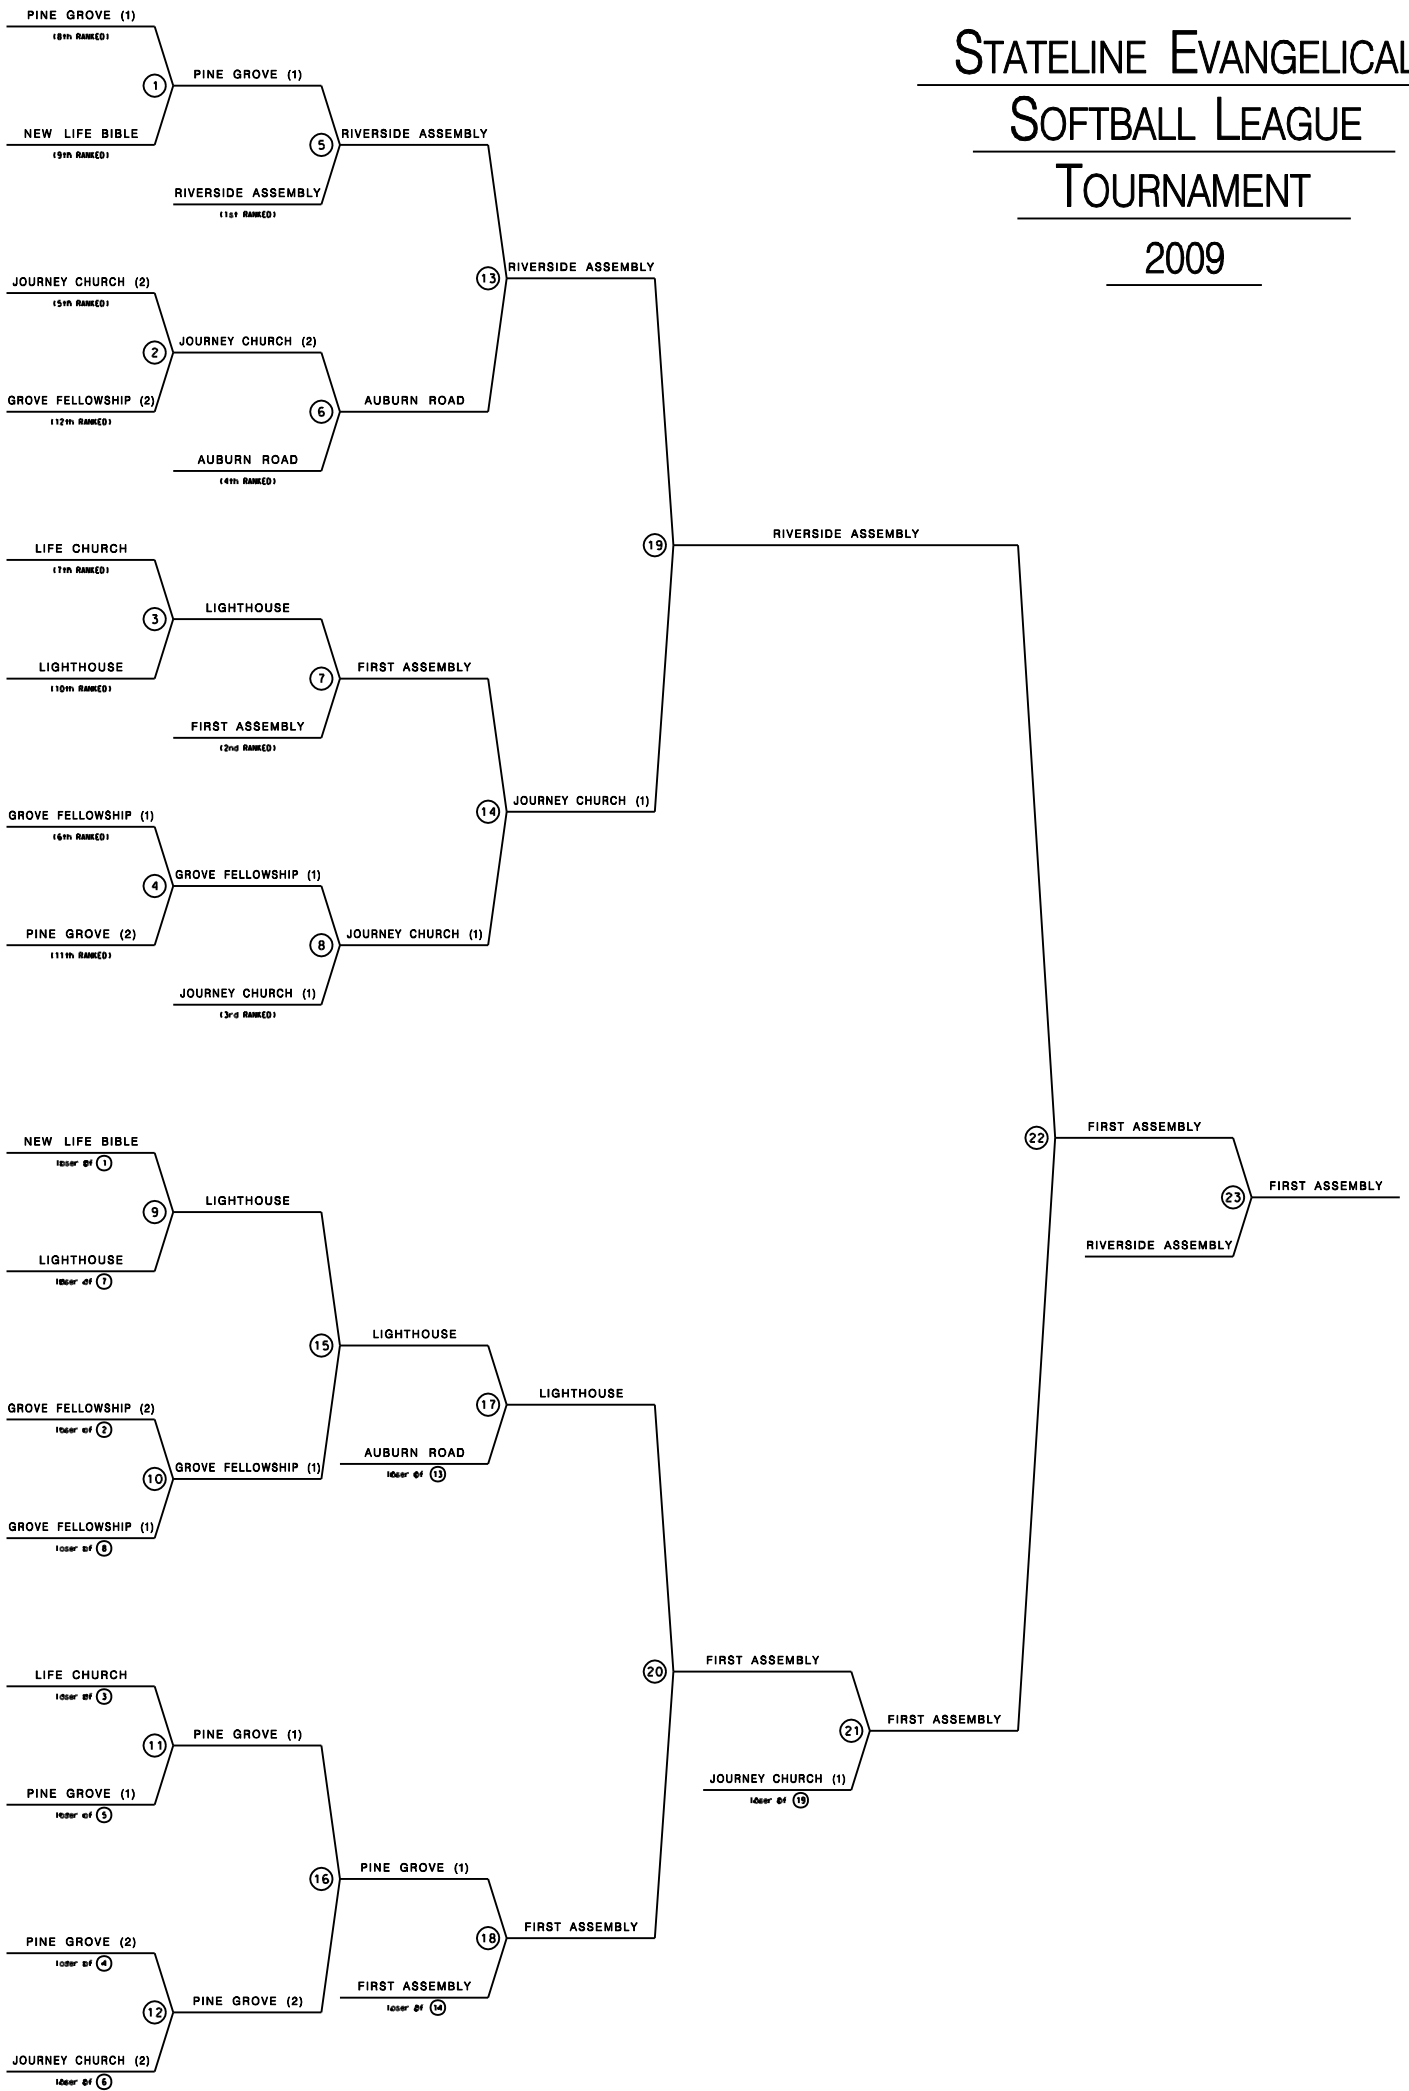 STATELINE EVANGELICAL
SOFTBALL LEAGUE
TOURNAMENT
2009
PINE GROVE (1)
(8th RANKED)
1
PINE GROVE (1)
NEW LIFE BIBLE
(9th RANKED)
5
RIVERSIDE ASSEMBLY
RIVERSIDE ASSEMBLY
(1st RANKED)
13
RIVERSIDE ASSEMBLY
JOURNEY CHURCH (2)
(5th RANKED)
2
JOURNEY CHURCH (2)
GROVE FELLOWSHIP (2)
(12th RANKED)
6
AUBURN ROAD
AUBURN ROAD
(4th RANKED)
19
RIVERSIDE ASSEMBLY
LIFE CHURCH
(7th RANKED)
3
LIGHTHOUSE
LIGHTHOUSE
(10th RANKED)
7
FIRST ASSEMBLY
FIRST ASSEMBLY
(2nd RANKED)
14
JOURNEY CHURCH (1)
GROVE FELLOWSHIP (1)
(6th RANKED)
4
GROVE FELLOWSHIP (1)
PINE GROVE (2)
(11th RANKED)
8
JOURNEY CHURCH (1)
JOURNEY CHURCH (1)
(3rd RANKED)
22
FIRST ASSEMBLY
23
FIRST ASSEMBLY
RIVERSIDE ASSEMBLY
NEW LIFE BIBLE
loser of 1
9
LIGHTHOUSE
LIGHTHOUSE
loser of 7
15
LIGHTHOUSE
17
LIGHTHOUSE
AUBURN ROAD
loser of 13
GROVE FELLOWSHIP (2)
loser of 2
10
GROVE FELLOWSHIP (1)
GROVE FELLOWSHIP (1)
loser of 8
20
FIRST ASSEMBLY
21
FIRST ASSEMBLY
JOURNEY CHURCH (1)
loser of 19
LIFE CHURCH
loser of 3
11
PINE GROVE (1)
PINE GROVE (1)
loser of 5
16
PINE GROVE (1)
18
FIRST ASSEMBLY
FIRST ASSEMBLY
loser of 14
PINE GROVE (2)
loser of 4
12
PINE GROVE (2)
JOURNEY CHURCH (2)
loser of 6